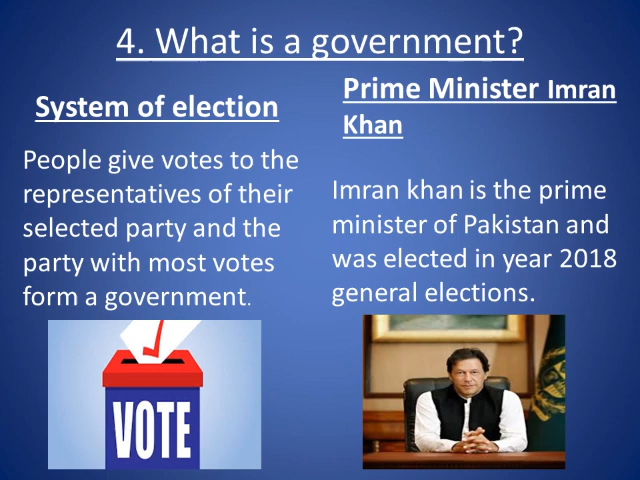 4. What is a government?
System of election
People give votes to the
representatives of their
selected party and the
party with most votes
form a government.
VOTE
Prime Minister Imran
Khan
Imran khan is the prime
minister of Pakistan and
was elected in year 2018
general elections.